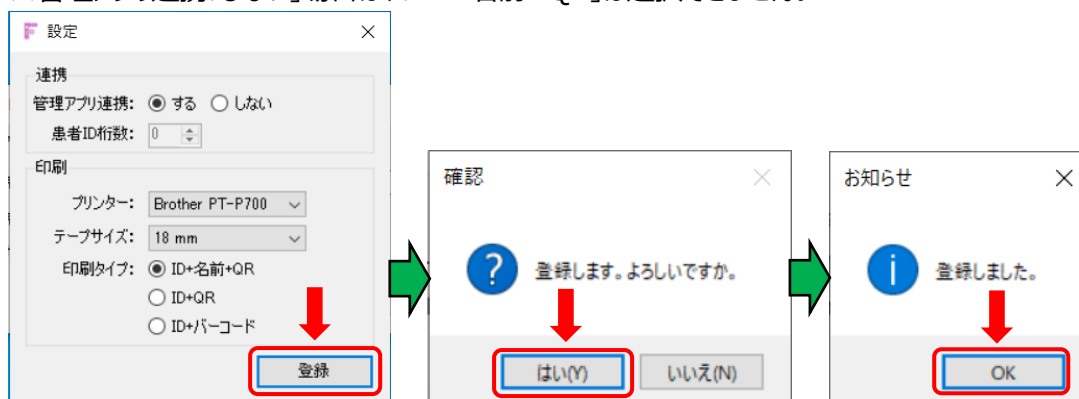 設定
連携
管理アプリ連携: する しない
患者ID桁数: 0
印刷
プリンター: Brother PT-P700
テープサイズ: 18 mm
印刷タイプ: ID+名前+QR
ID+QR
ID+バーコード
登録
確認
登録します。よろしいですか。
はい(Y) いいえ(N)
お知らせ
登録しました。
OK